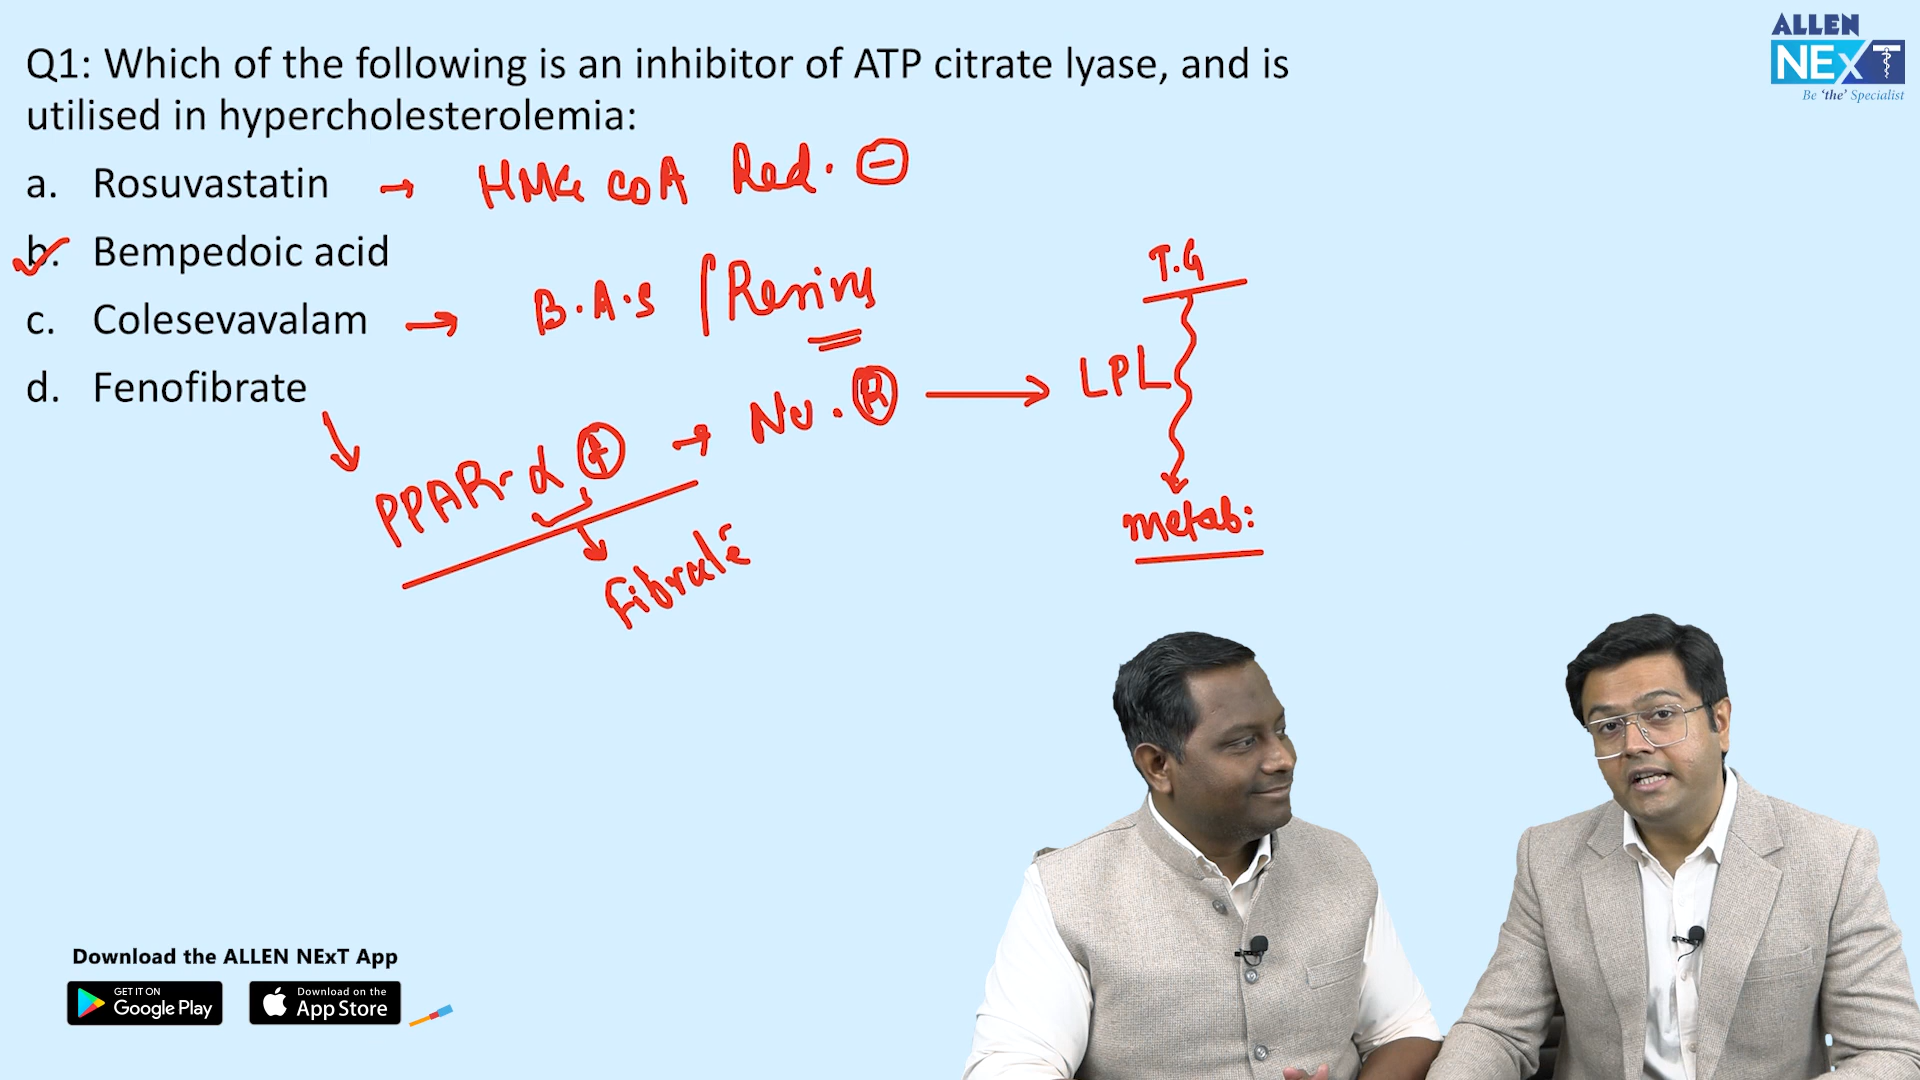 ALLEN
NExT
Be 'the' Specialist
Q1: Which of the following is an inhibitor of ATP citrate lyase, and is
utilised in hypercholesterolemia:
a. Rosuvastatin → HMG CoA Red. ⊖
b. Bempedoic acid
c. Colesevavalam → B.A.S / Resins
d. Fenofibrate
T.G
LPL
PPAR-α ⊕ → Nu. Ⓡ →
metab:
Fibrate
Download the ALLEN NExT App
GET IT ON
Google Play
Download on the
App Store